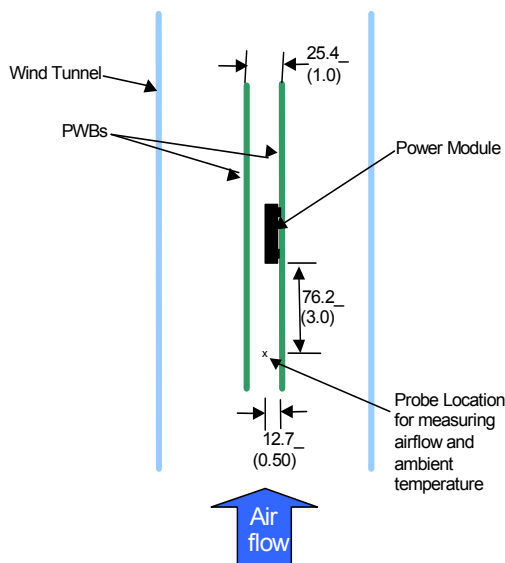 25.4_
(1.0)
Wind Tunnel
PWBs
Power Module
76.2_
(3.0)
x
Probe Location
for measuring
airflow and
ambient
temperature
12.7_
(0.50)
Air
flow